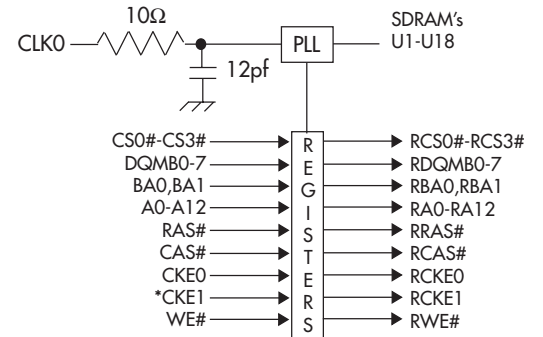 10Ω
CLK0
PLL
SDRAM's
U1-U18
12pf
REGISTERS
CS0#-CS3# RCS0#-RCS3#
DQMB0-7 RDQMB0-7
BA0,BA1 RBA0,RBA1
A0-A12 RA0-RA12
RAS# RRAS#
CAS# RCAS#
CKE0 RCKE0
*CKE1 RCKE1
WE# RWE#